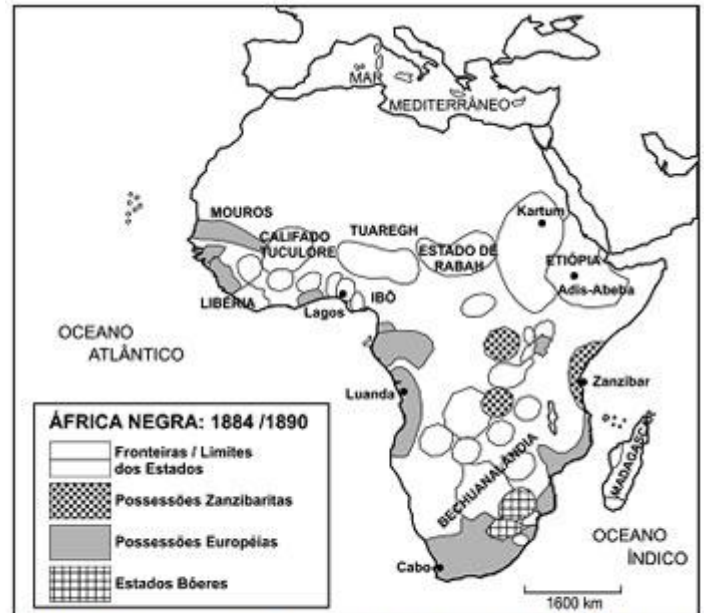 MAR
MEDITERRÂNEO
MOUROS
CALIFADO
TUCULORE
TUAREGH
ESTADO DE
RABAH
Kartum
ETIÓPIA
Adis-Abeba
LIBÉRIA
Lagos
IBÔ
OCEANO
ATLÂNTICO
Luanda
Zanzíbar
MADAGASCAR
BECHUANALÂNDIA
OCEANO
ÍNDICO
Cabo
1600 km
ÁFRICA NEGRA: 1884 /1890
Fronteiras / Limites
dos Estados
Possessões Zanzibaritas
Possessões Européias
Estados Bôeres